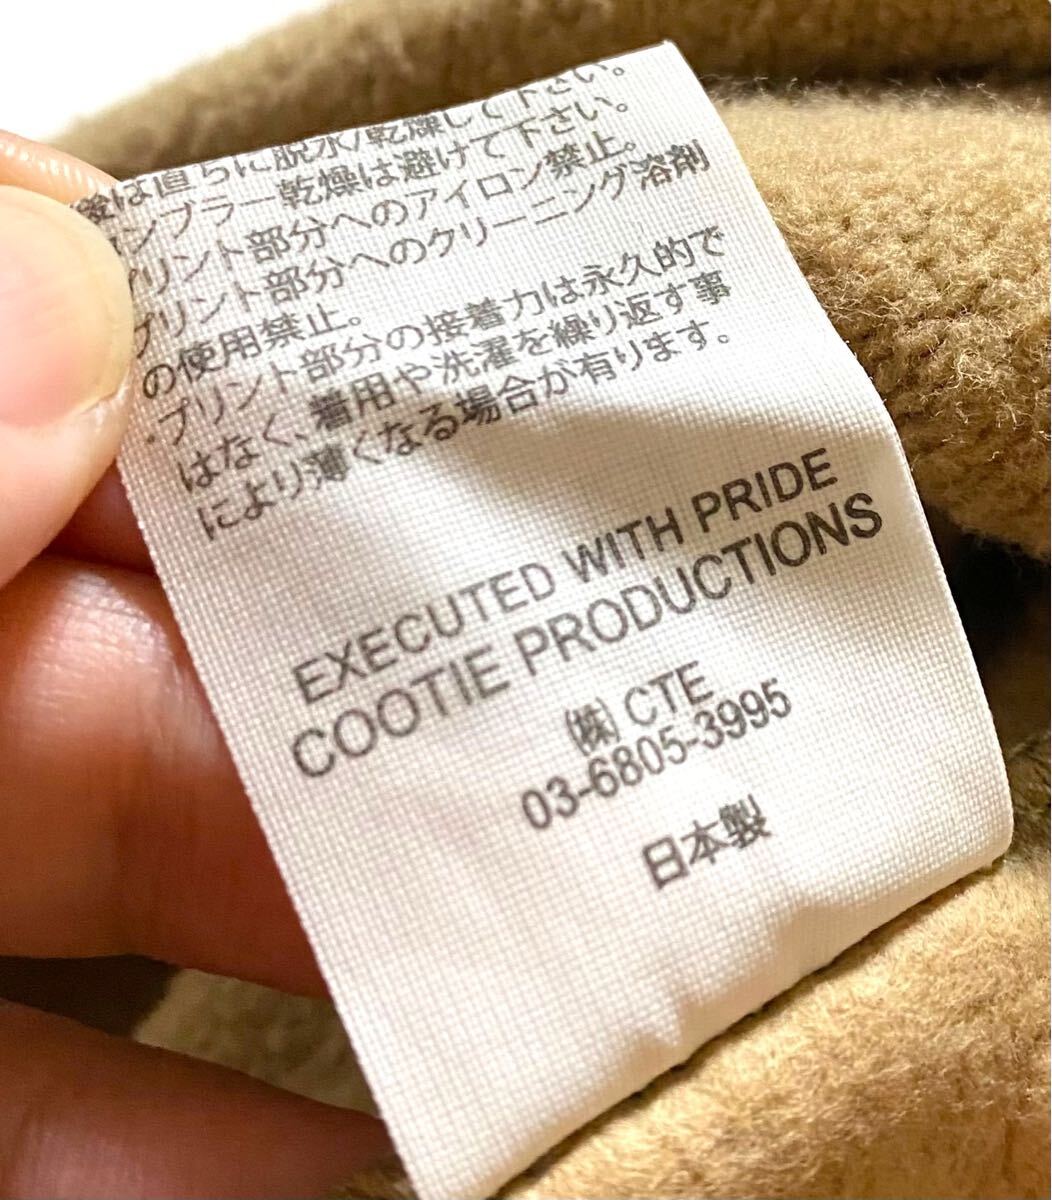 後は直ちに脱水/乾燥して下さい。
タンブラー乾燥は避けて下さい。
プリント部分へのアイロン禁止。
プリント部分へのクリーニング溶剤
の使用禁止。
・プリント部分の接着力は永久的で
はなく、着用や洗濯を繰り返す事
により薄くなる場合が有ります。
EXECUTED WITH PRIDE
COOTIE PRODUCTIONS
㈱ CTE
03-6805-3995
日本製